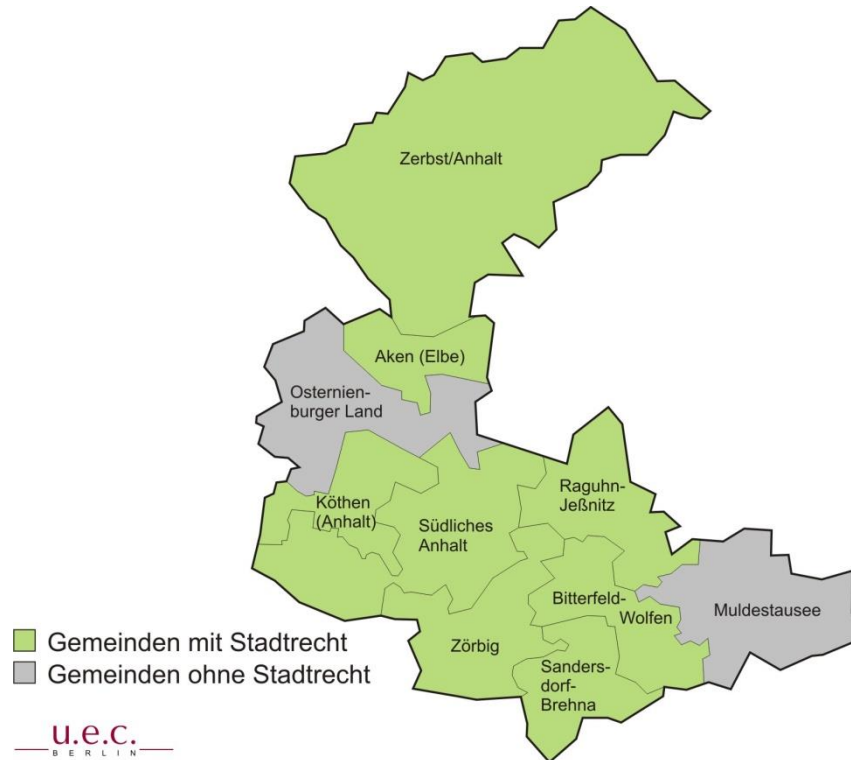 Zerbst/Anhalt
Aken (Elbe)
Osternien-
burger Land
Raguhn-
Jeßnitz
Köthen
(Anhalt)
Südliches
Anhalt
Bitterfeld-
Wolfen
Muldestausee
Zörbig
Sanders-
dorf-
Brehna
Gemeinden mit Stadtrecht
Gemeinden ohne Stadtrecht
u.e.c.
BERLIN